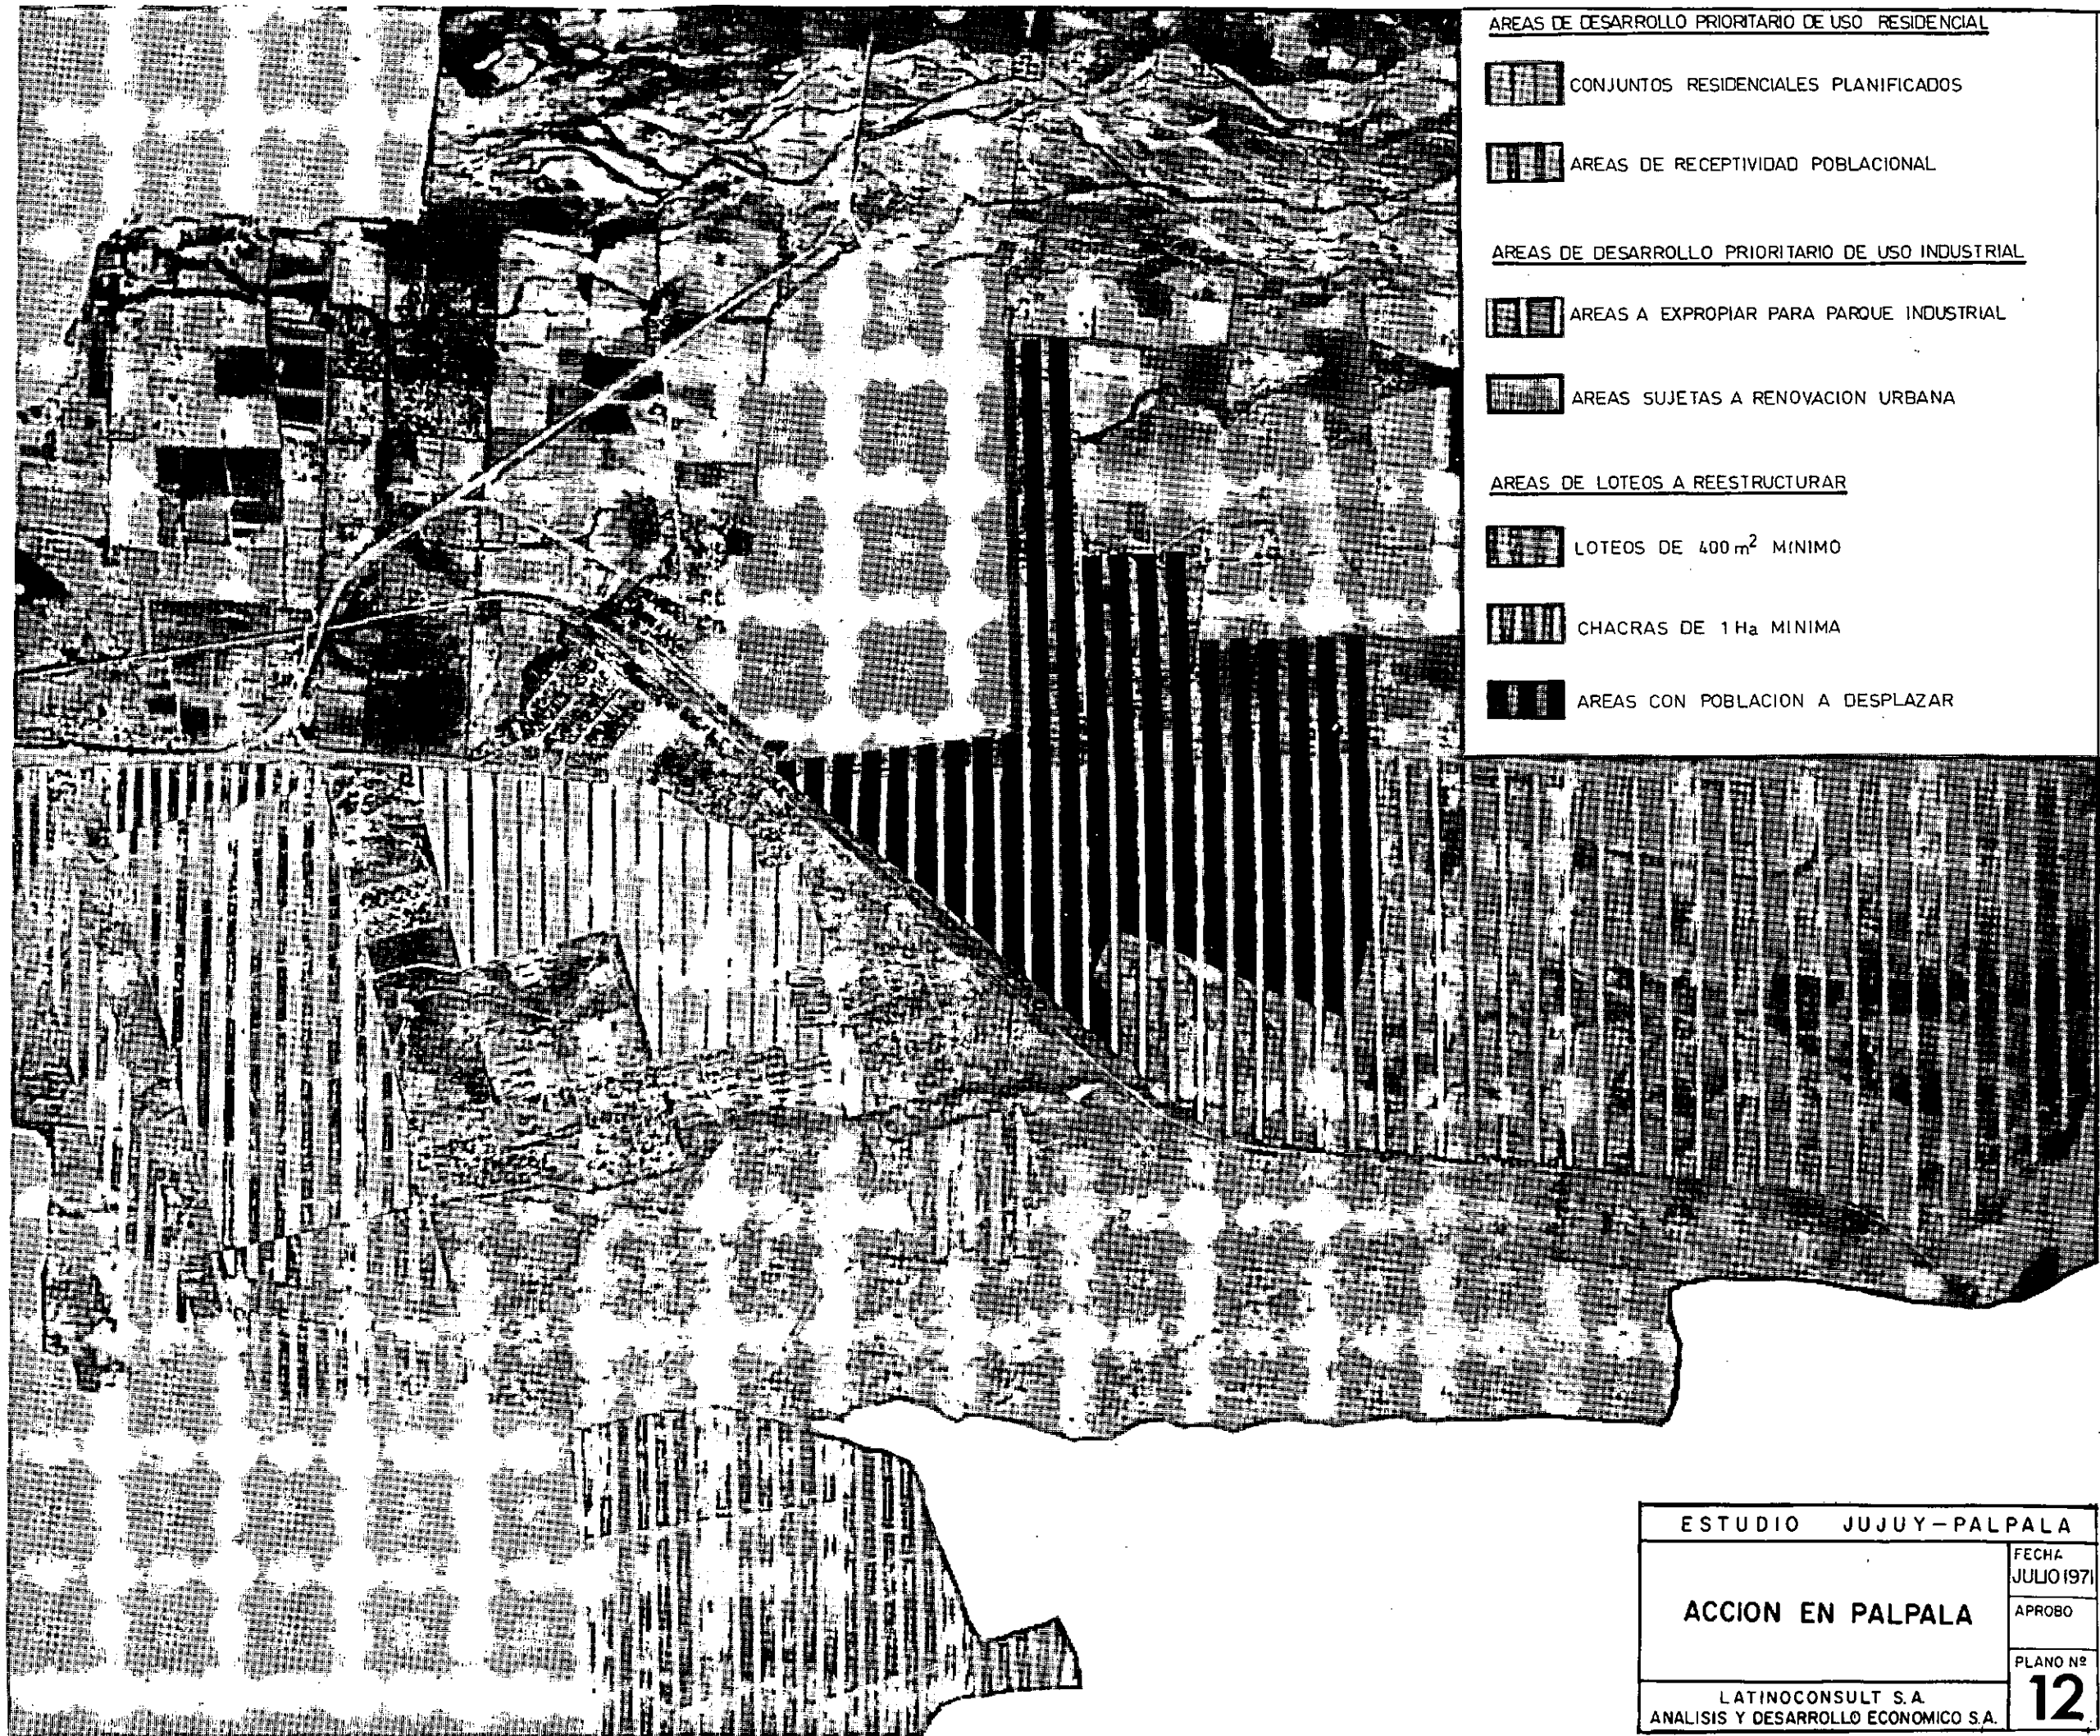 AREAS DE DESARROLLO PRIORITARIO DE USO RESIDENCIAL
CONJUNTOS RESIDENCIALES PLANIFICADOS
AREAS DE RECEPTIVIDAD POBLACIONAL
AREAS DE DESARROLLO PRIORITARIO DE USO INDUSTRIAL
AREAS A EXPROPIAR PARA PARQUE INDUSTRIAL
AREAS SUJETAS A RENOVACION URBANA
AREAS DE LOTEOS A REESTRUCTURAR
LOTEOS DE 400 m² MINIMO
CHACRAS DE 1 Ha MINIMA
AREAS CON POBLACION A DESPLAZAR
ESTUDIO JUJUY-PALPALA
ACCION EN PALPALA
FECHA
JULIO 1971
APROBO
PLANO Nº
12
LATINOCONSULT S.A.
ANALISIS Y DESARROLLO ECONOMICO S.A.